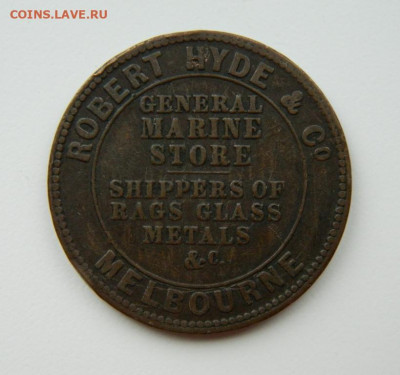 COINS.LAVE.RU
ROBERT HYDE & Co
GENERAL
MARINE
STORE
SHIPPERS OF
RAGS GLASS
METALS
&C.
MELBOURNE